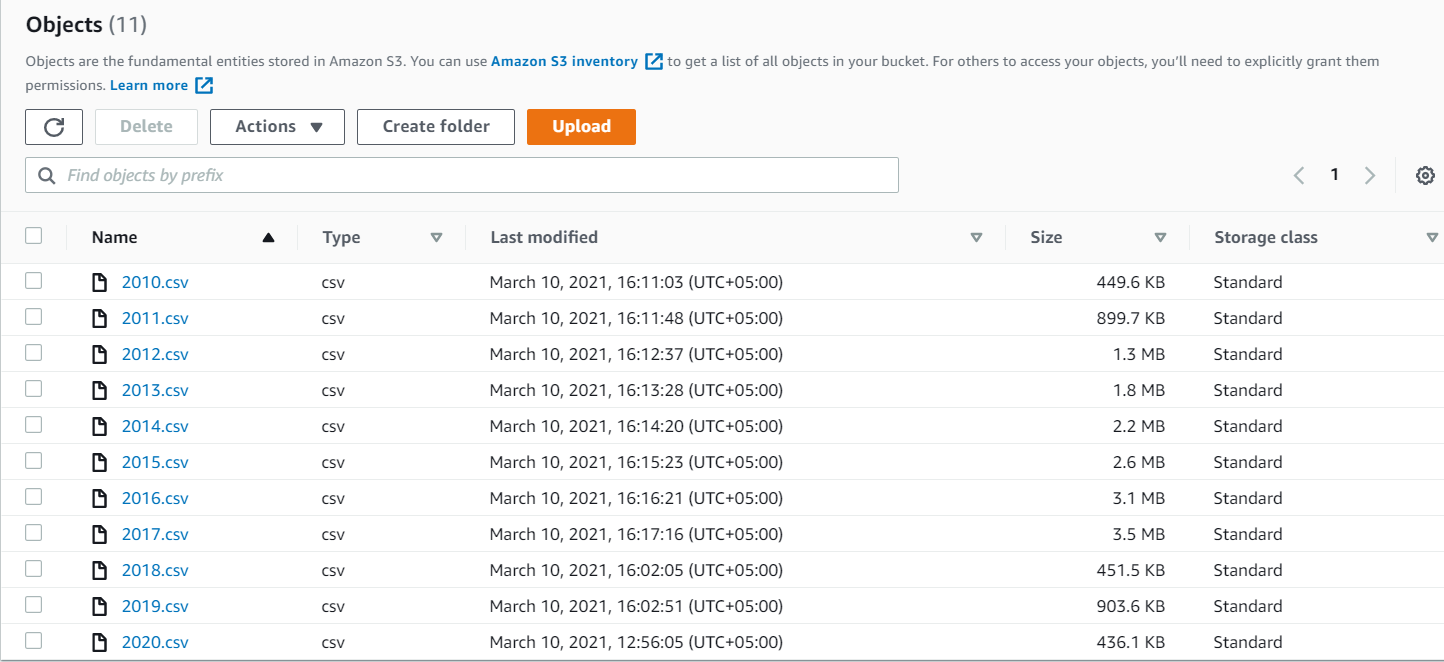 Objects (11)
Objects are the fundamental entities stored in Amazon S3. You can use Amazon S3 inventory to get a list of all objects in your bucket. For others to access your objects, you'll need to explicitly grant them
permissions. Learn more
Delete Actions Create folder Upload
Find objects by prefix 1
Name Type Last modified Size Storage class
2010.csv csv March 10, 2021, 16:11:03 (UTC+05:00) 449.6 KB Standard
2011.csv csv March 10, 2021, 16:11:48 (UTC+05:00) 899.7 KB Standard
2012.csv csv March 10, 2021, 16:12:37 (UTC+05:00) 1.3 MB Standard
2013.csv csv March 10, 2021, 16:13:28 (UTC+05:00) 1.8 MB Standard
2014.csv csv March 10, 2021, 16:14:20 (UTC+05:00) 2.2 MB Standard
2015.csv csv March 10, 2021, 16:15:23 (UTC+05:00) 2.6 MB Standard
2016.csv csv March 10, 2021, 16:16:21 (UTC+05:00) 3.1 MB Standard
2017.csv csv March 10, 2021, 16:17:16 (UTC+05:00) 3.5 MB Standard
2018.csv csv March 10, 2021, 16:02:05 (UTC+05:00) 451.5 KB Standard
2019.csv csv March 10, 2021, 16:02:51 (UTC+05:00) 903.6 KB Standard
2020.csv csv March 10, 2021, 12:56:05 (UTC+05:00) 436.1 KB Standard